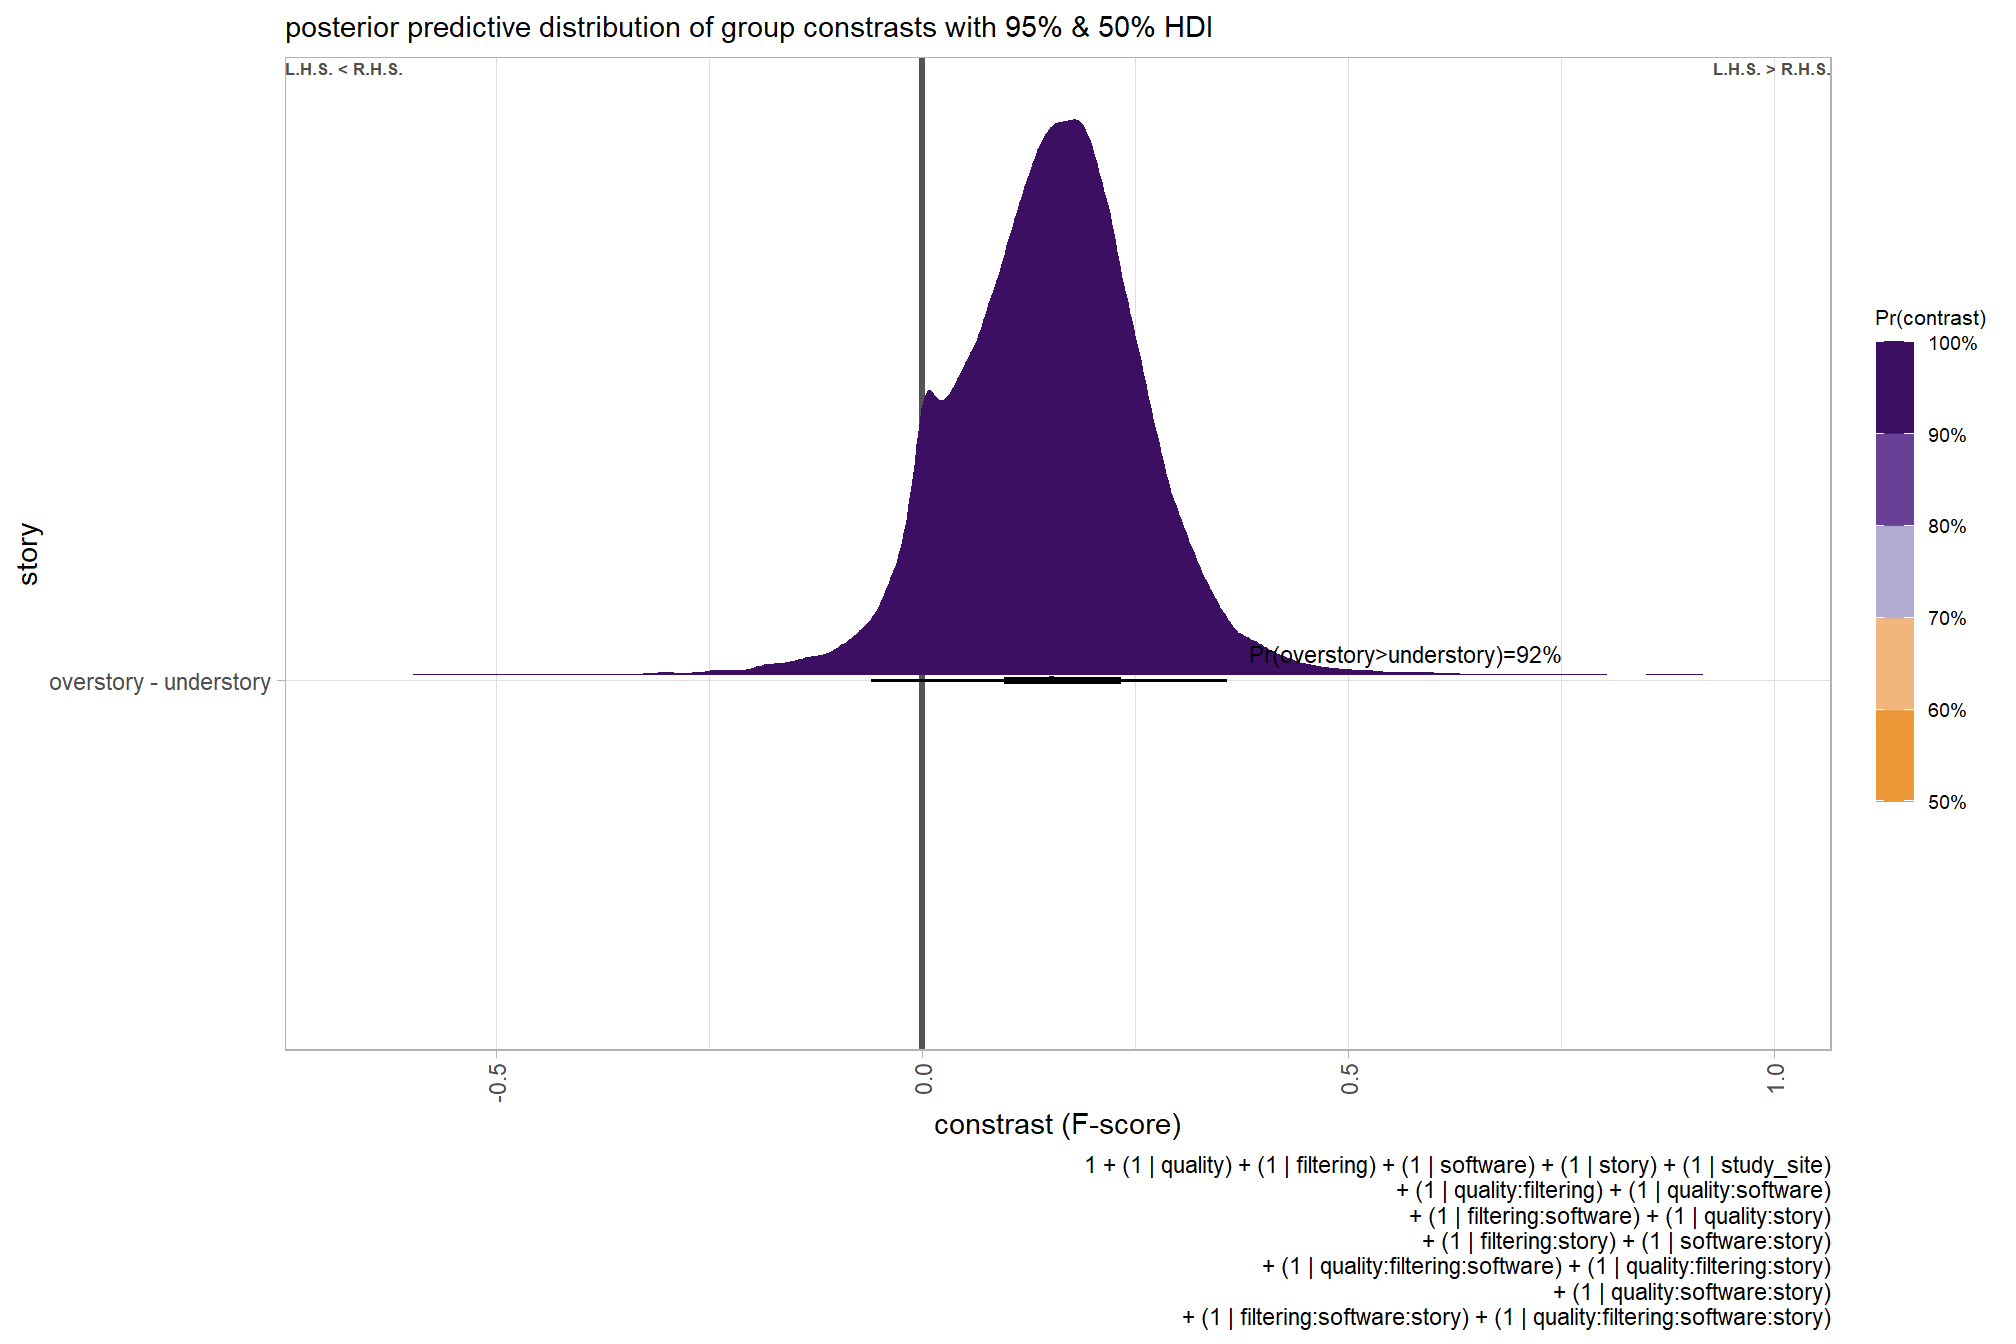 posterior predictive distribution of group constrasts with 95% & 50% HDI
L.H.S. < R.H.S.
L.H.S. > R.H.S.
Pr(contrast)
100%
90%
80%
70%
60%
50%
story
overstory - understory
Pr(overstory>understory)=92%
-0.5
0.0
0.5
1.0
constrast (F-score)
1 + (1 | quality) + (1 | filtering) + (1 | software) + (1 | story) + (1 | study_site)
+ (1 | quality:filtering) + (1 | quality:software)
+ (1 | filtering:software) + (1 | quality:story)
+ (1 | filtering:story) + (1 | software:story)
+ (1 | quality:filtering:software) + (1 | quality:filtering:story)
+ (1 | quality:software:story)
+ (1 | filtering:software:story) + (1 | quality:filtering:software:story)